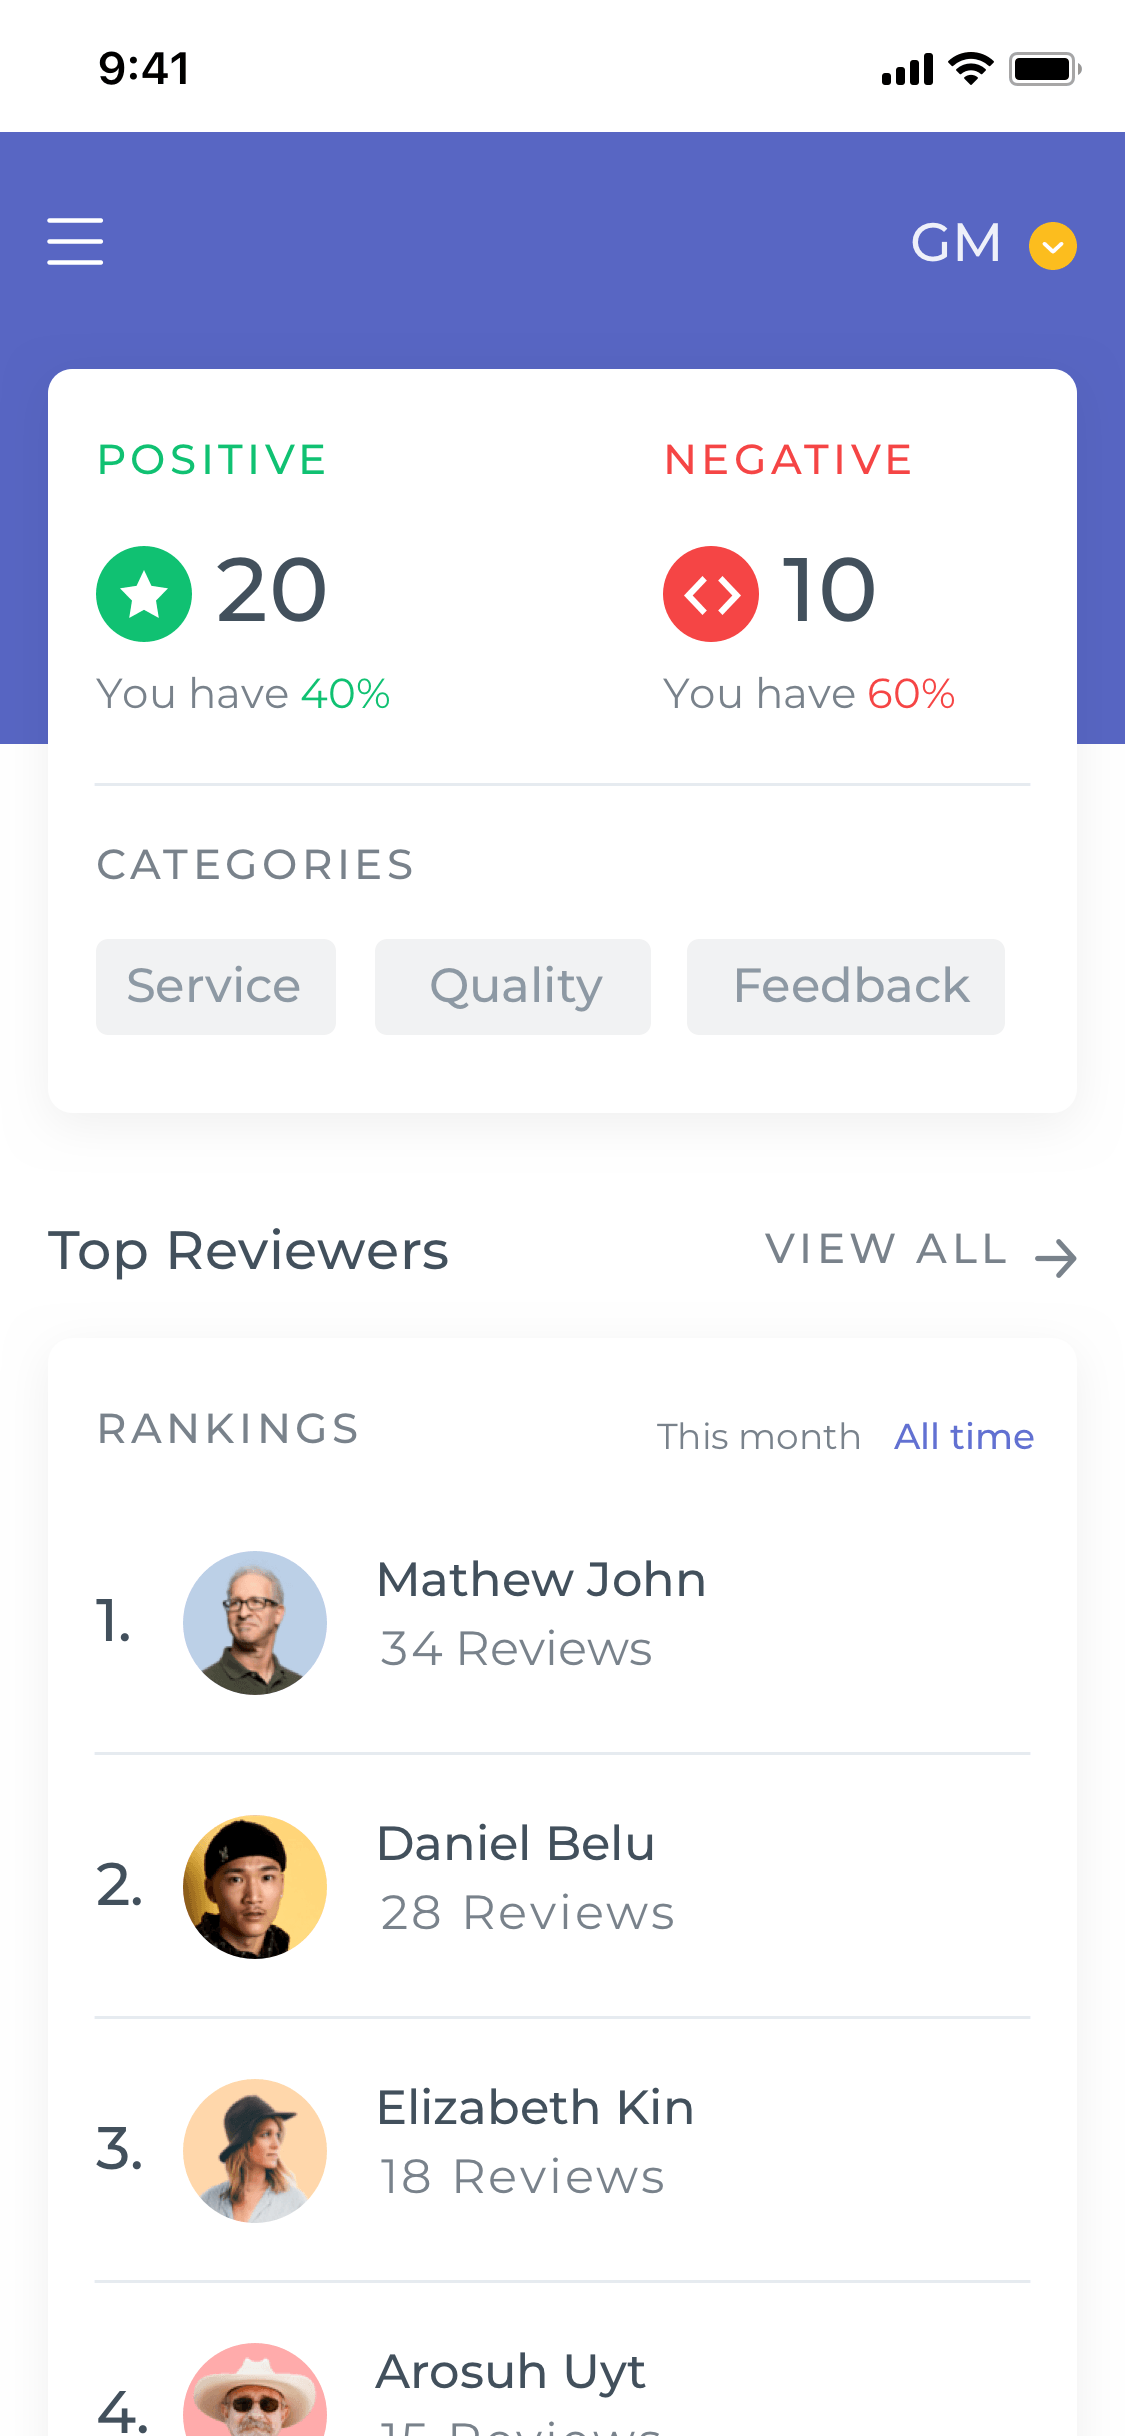 9:41
GM
POSITIVE NEGATIVE
20 10
You have 40% You have 60%
CATEGORIES
Service Quality Feedback
Top Reviewers VIEW ALL
RANKINGS This month All time
1. Mathew John
34 Reviews
2. Daniel Belu
28 Reviews
3. Elizabeth Kin
18 Reviews
4. Arosuh Uyt
15 Reviews